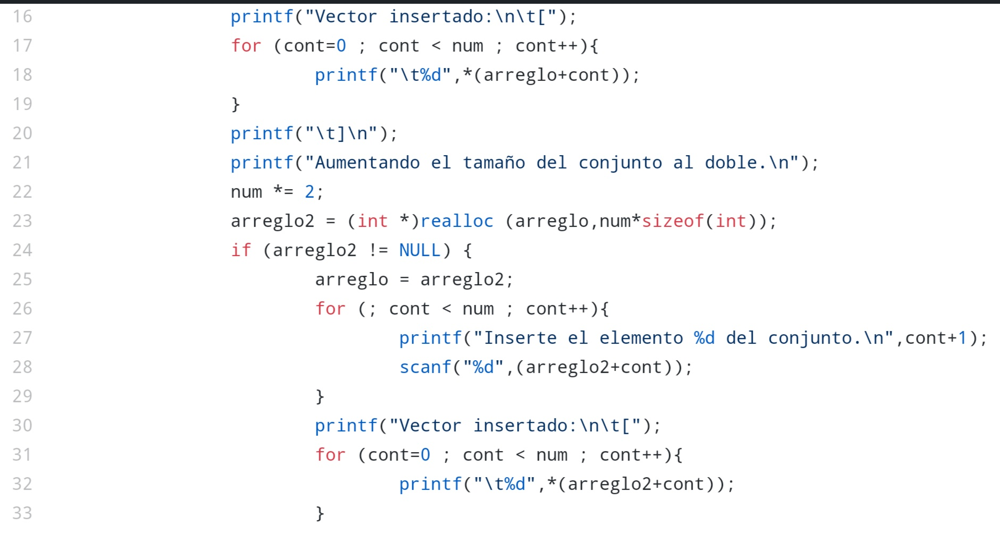 16 printf("Vector insertado:\n\t[");
17 for (cont=0 ; cont < num ; cont++){
18 printf("\t%d",*(arreglo+cont));
19 }
20 printf("\t]\n");
21 printf("Aumentando el tamaño del conjunto al doble.\n");
22 num *= 2;
23 arreglo2 = (int *)realloc (arreglo,num*sizeof(int));
24 if (arreglo2 != NULL) {
25 arreglo = arreglo2;
26 for (; cont < num ; cont++){
27 printf("Inserte el elemento %d del conjunto.\n",cont+1);
28 scanf("%d",(arreglo2+cont));
29 }
30 printf("Vector insertado:\n\t[");
31 for (cont=0 ; cont < num ; cont++){
32 printf("\t%d",*(arreglo2+cont));
33 }